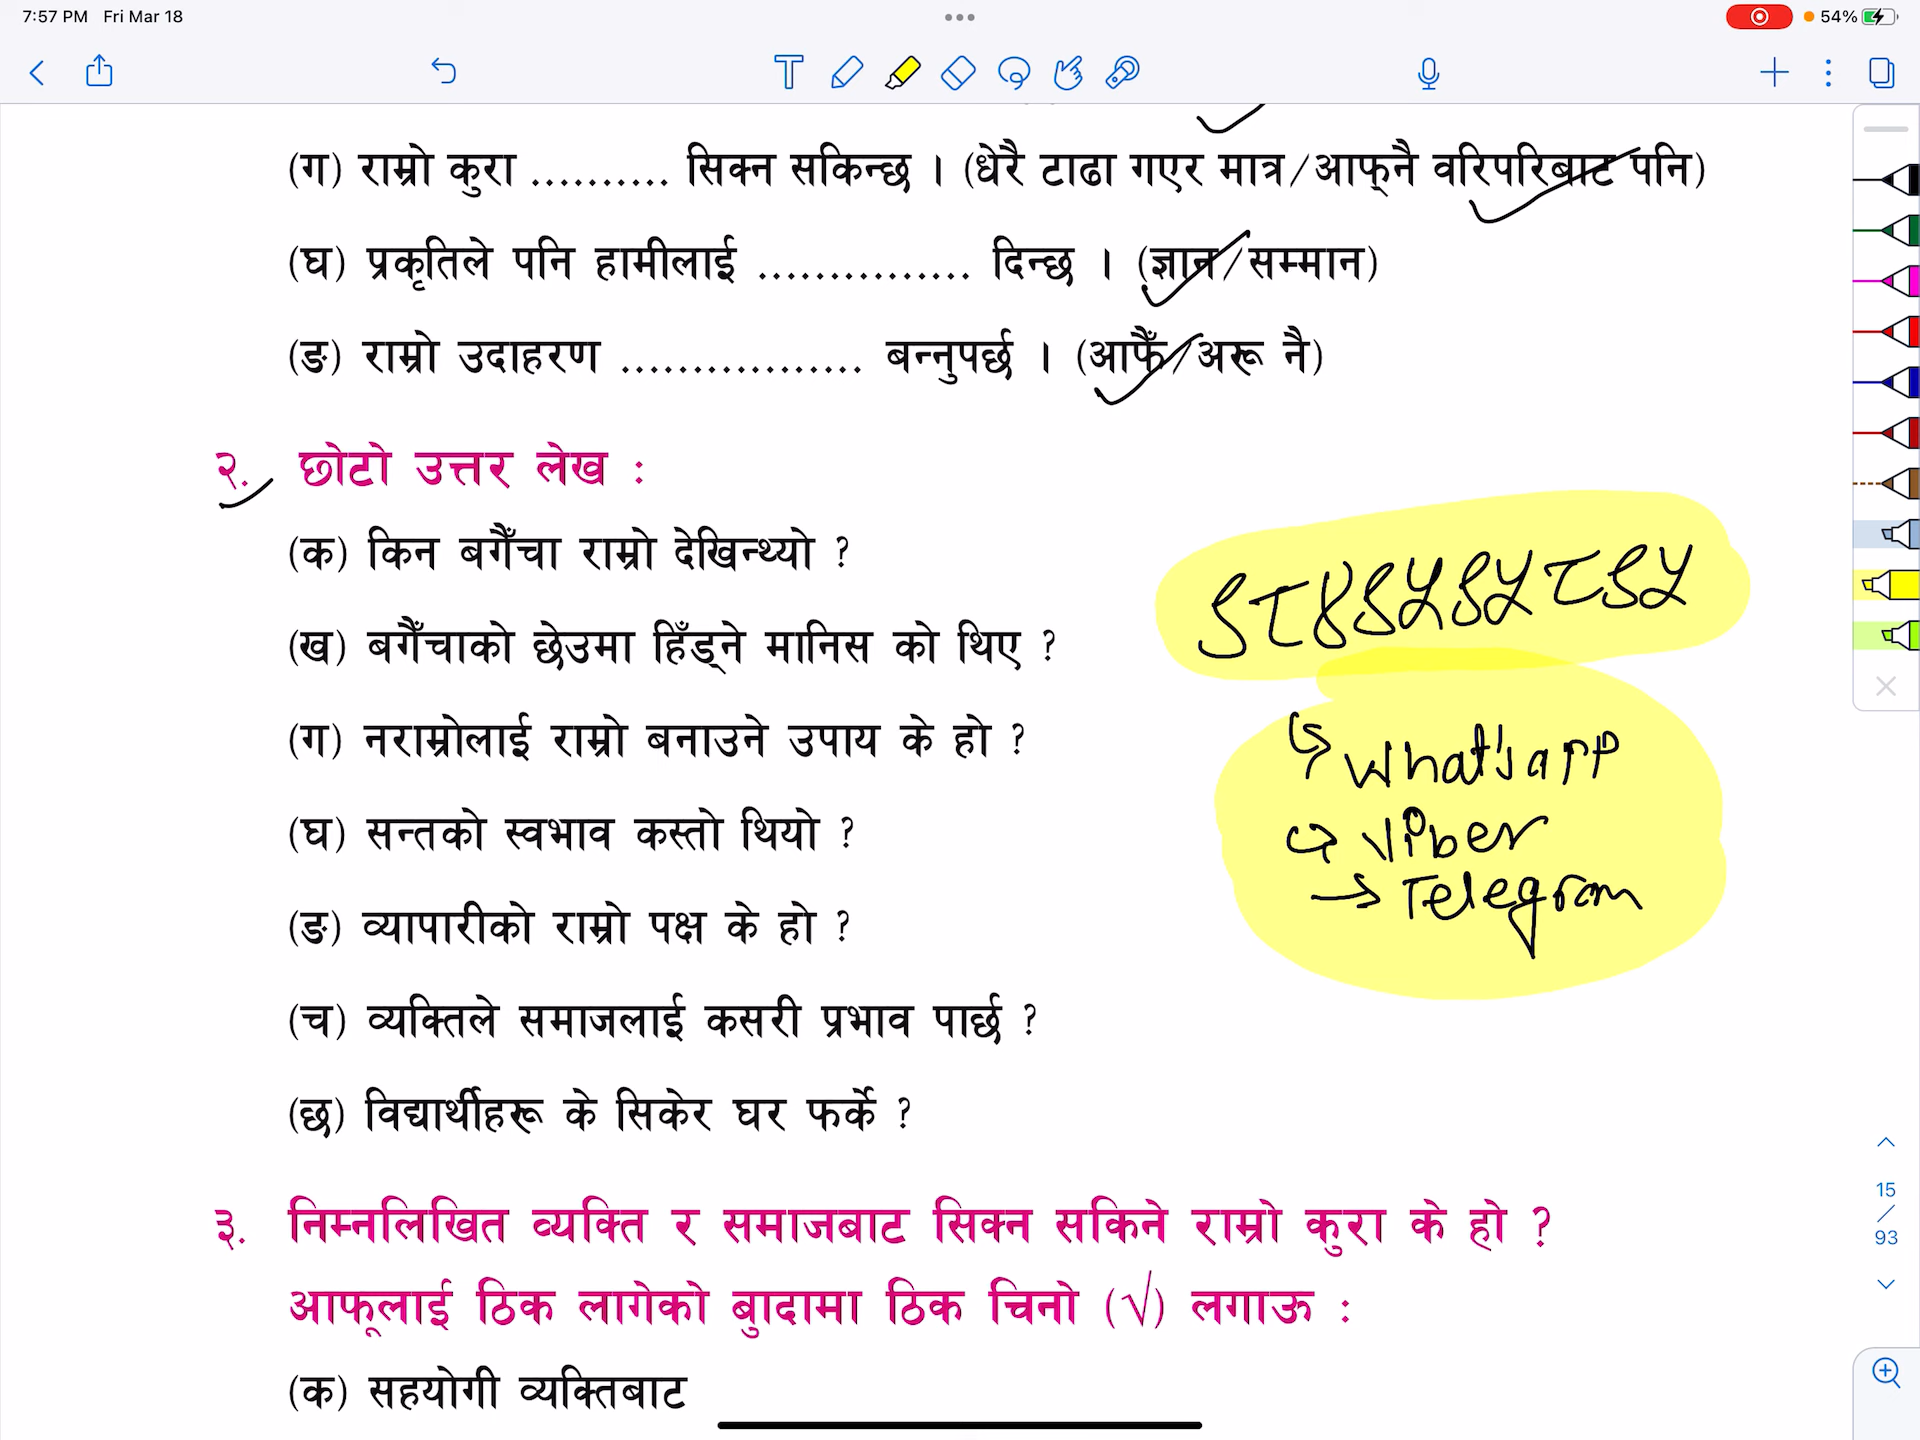 7:57 PM Fri Mar 18
54%
(ग) राम्रो कुरा .......... सिक्न सकिन्छ । (धेरै टाढा गएर मात्र/आफ्नै वरिपरिबाट पनि)
(घ) प्रकृतिले पनि हामीलाई ............... दिन्छ । (ज्ञान/सम्मान)
(ङ) राम्रो उदाहरण ................. बन्नुपर्छ । (आफैँ/अरू नै)
२. छोटो उत्तर लेख :
(क) किन बगैँचा राम्रो देखिन्थ्यो ?
(ख) बगैँचाको छेउमा हिँड्ने मानिस को थिए ?
(ग) नराम्रोलाई राम्रो बनाउने उपाय के हो ?
whatsapp
(घ) सन्तको स्वभाव कस्तो थियो ?
viber
Telegram
(ङ) व्यापारीको राम्रो पक्ष के हो ?
(च) व्यक्तिले समाजलाई कसरी प्रभाव पार्छ ?
(छ) विद्यार्थीहरू के सिकेर घर फर्के ?
15
/
93
३. निम्नलिखित व्यक्ति र समाजबाट सिक्न सकिने राम्रो कुरा के हो ?
आफूलाई ठिक लागेको बुादामा ठिक चिनो (√) लगाऊ :
(क) सहयोगी व्यक्तिबाट